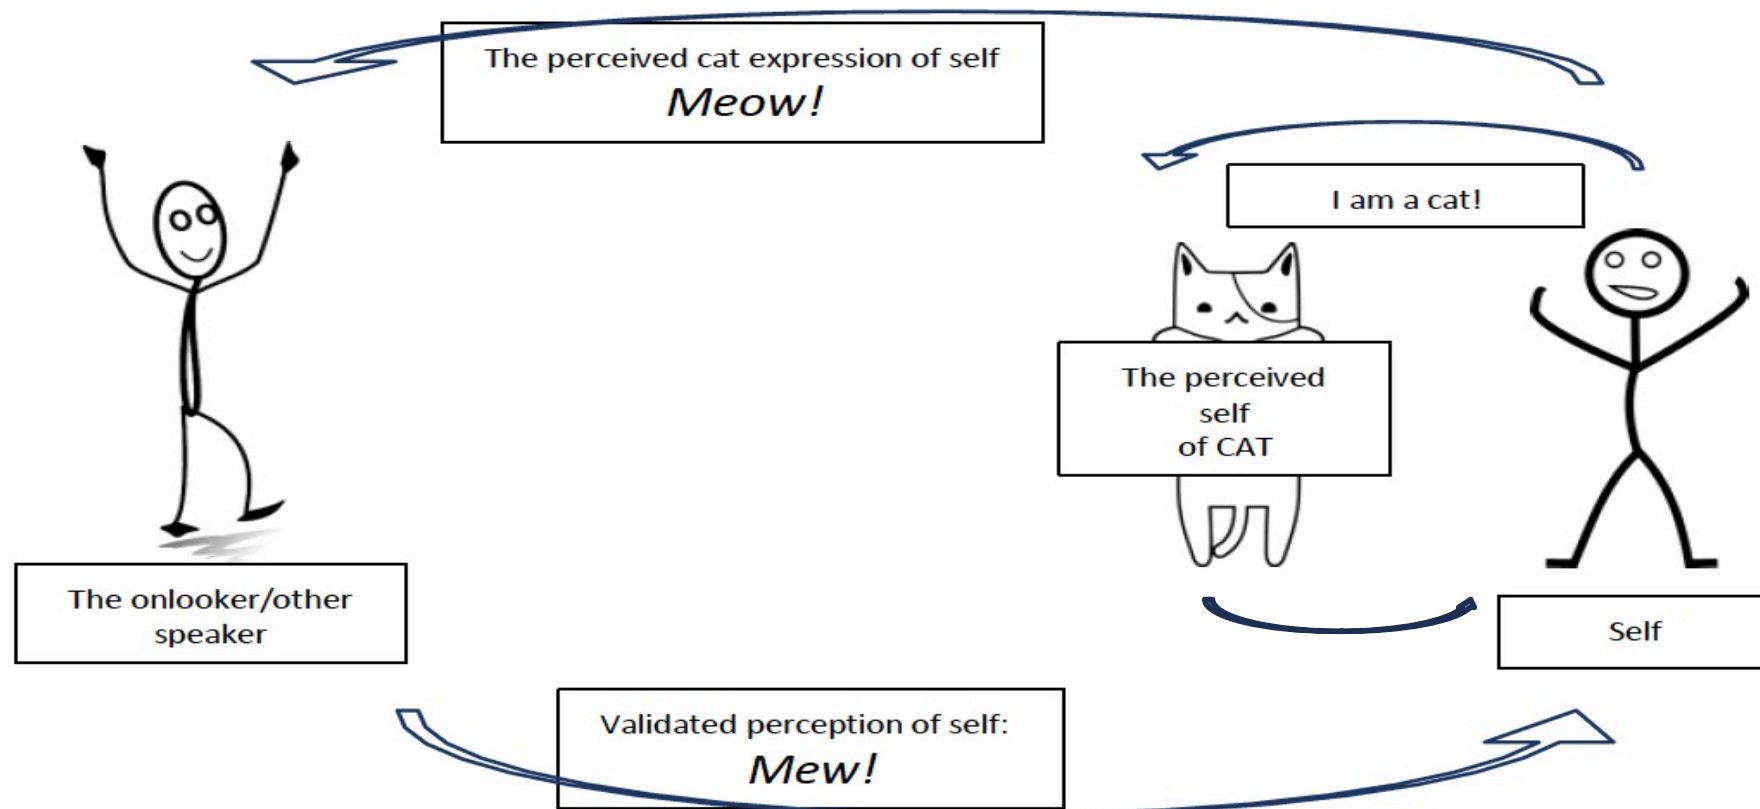 The perceived cat expression of self
Meow!
I am a cat!
The perceived
self
of CAT
The onlooker/other
speaker
Self
Validated perception of self:
Mew!